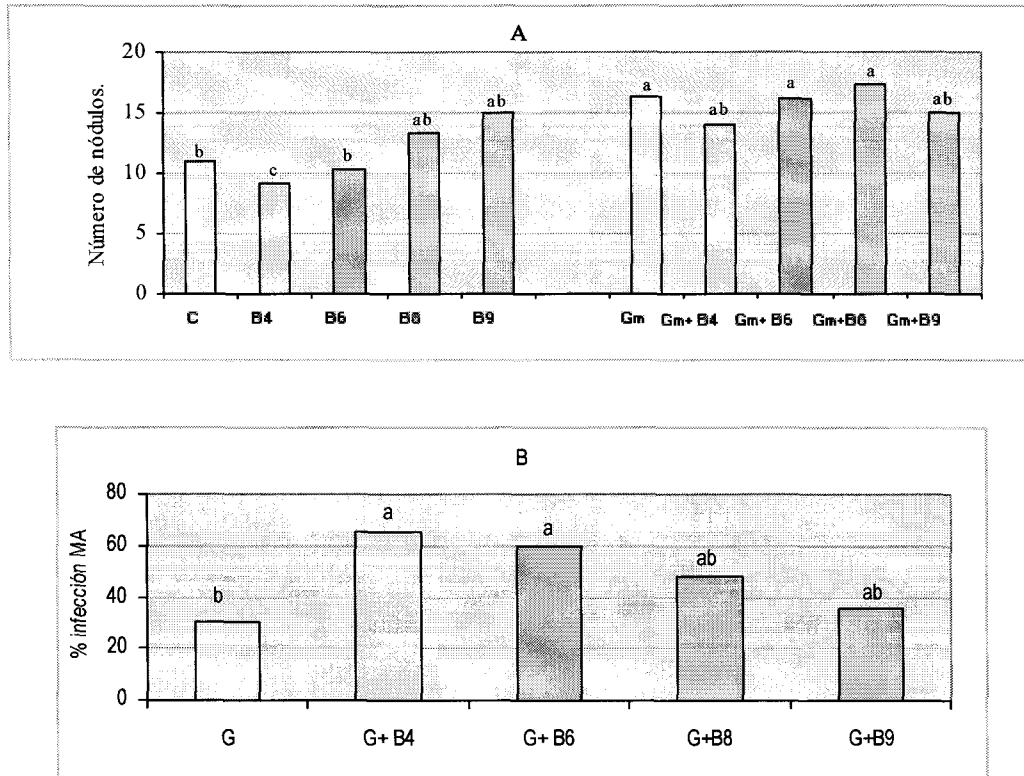 A
Número de nódulos.
20
15
10
5
0
b
c
b
ab
ab
a
ab
a
a
ab
C B4 B6 B8 B9 Gm Gm+ B4 Gm+ B6 Gm+B8 Gm+B9
B
% infección MA
80
60
40
20
0
b
a
a
ab
ab
G G+ B4 G+ B6 G+B8 G+B9